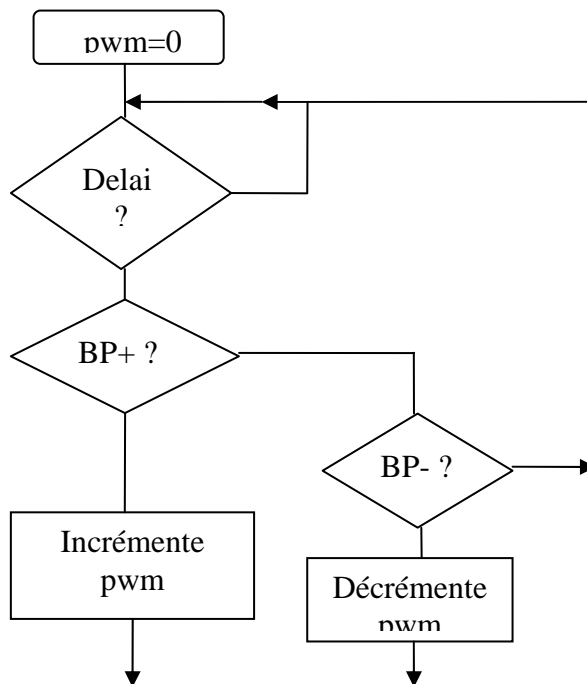 pwm=0
Delai
?
BP+ ?
BP- ?
Incrémente
pwm
Décrémente
pwm